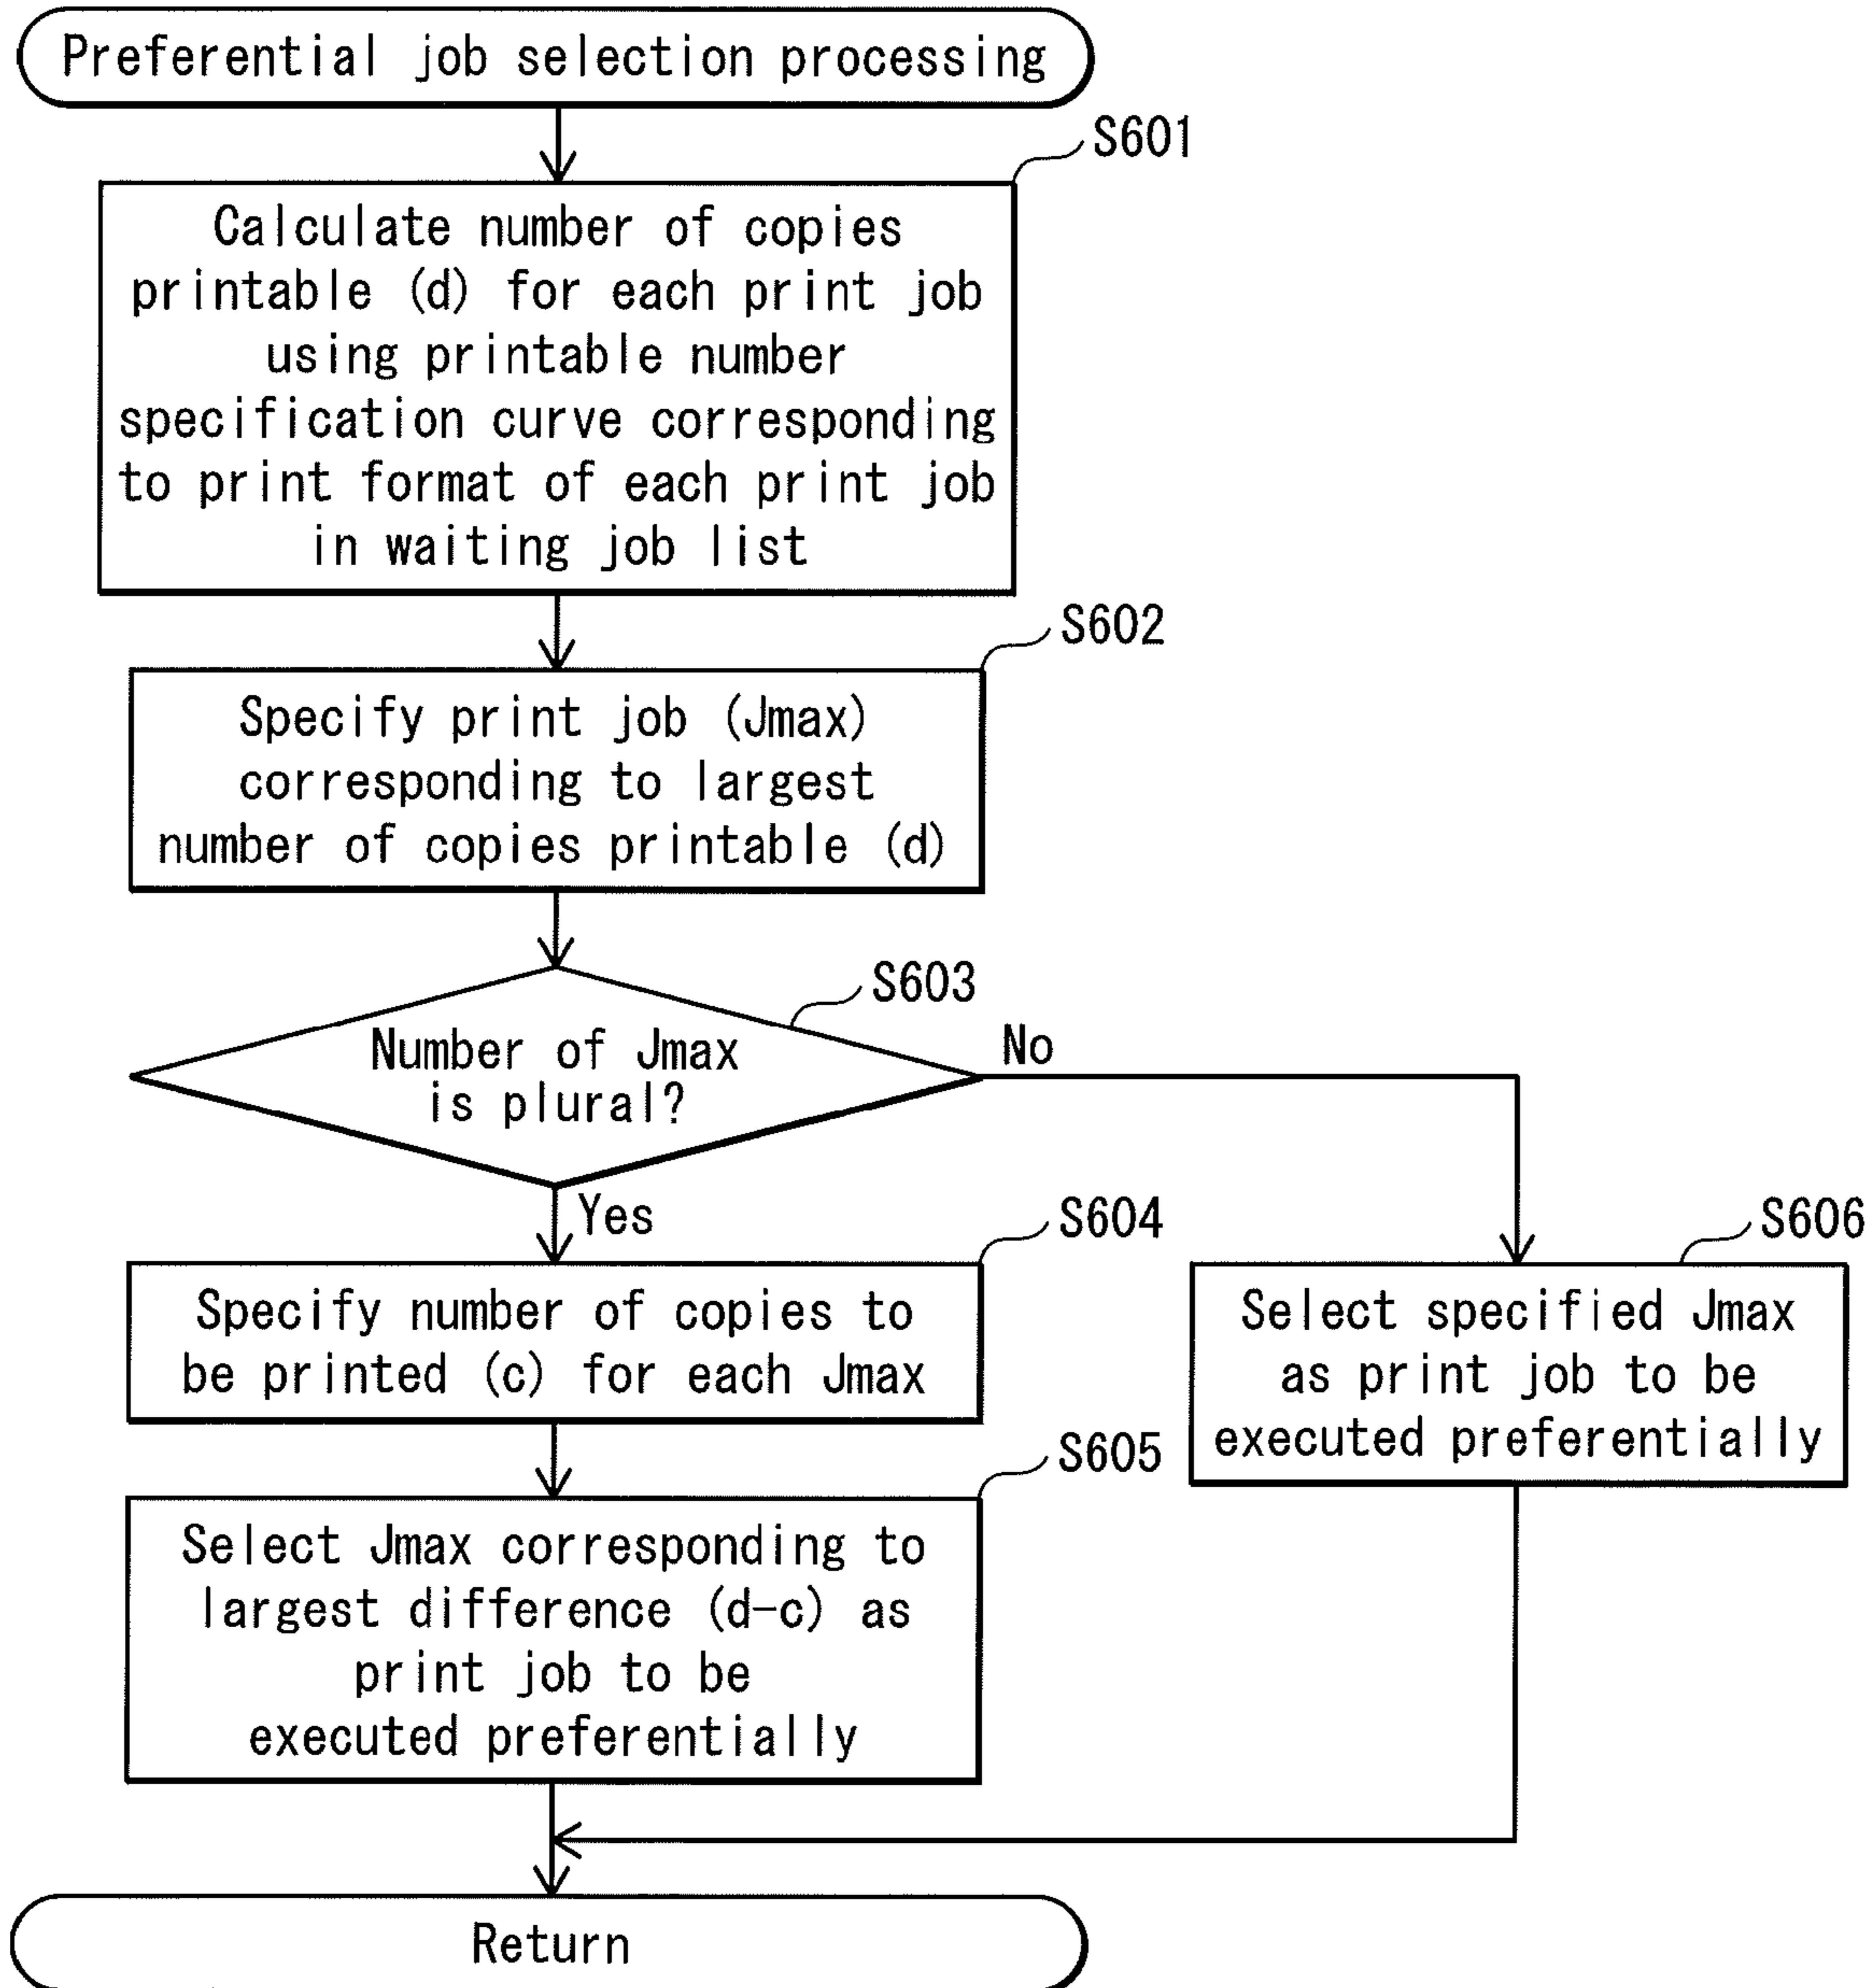 Preferential job selection processing
S601
Calculate number of copies
printable (d) for each print job
using printable number
specification curve corresponding
to print format of each print job
in waiting job list
S602
Specify print job (Jmax)
corresponding to largest
number of copies printable (d)
S603
Number of Jmax
is plural?
No
Yes
S604
Specify number of copies to
be printed (c) for each Jmax
S606
Select specified Jmax
as print job to be
executed preferentially
S605
Select Jmax corresponding to
largest difference (d-c) as
print job to be
executed preferentially
Return